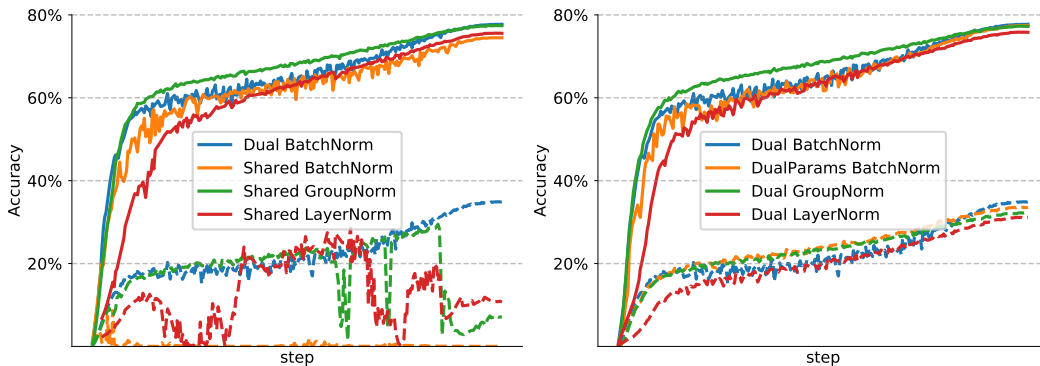 80%
60%
40%
20%
Accuracy
step
Dual BatchNorm
Shared BatchNorm
Shared GroupNorm
Shared LayerNorm
80%
60%
40%
20%
Accuracy
step
Dual BatchNorm
DualParams BatchNorm
Dual GroupNorm
Dual LayerNorm